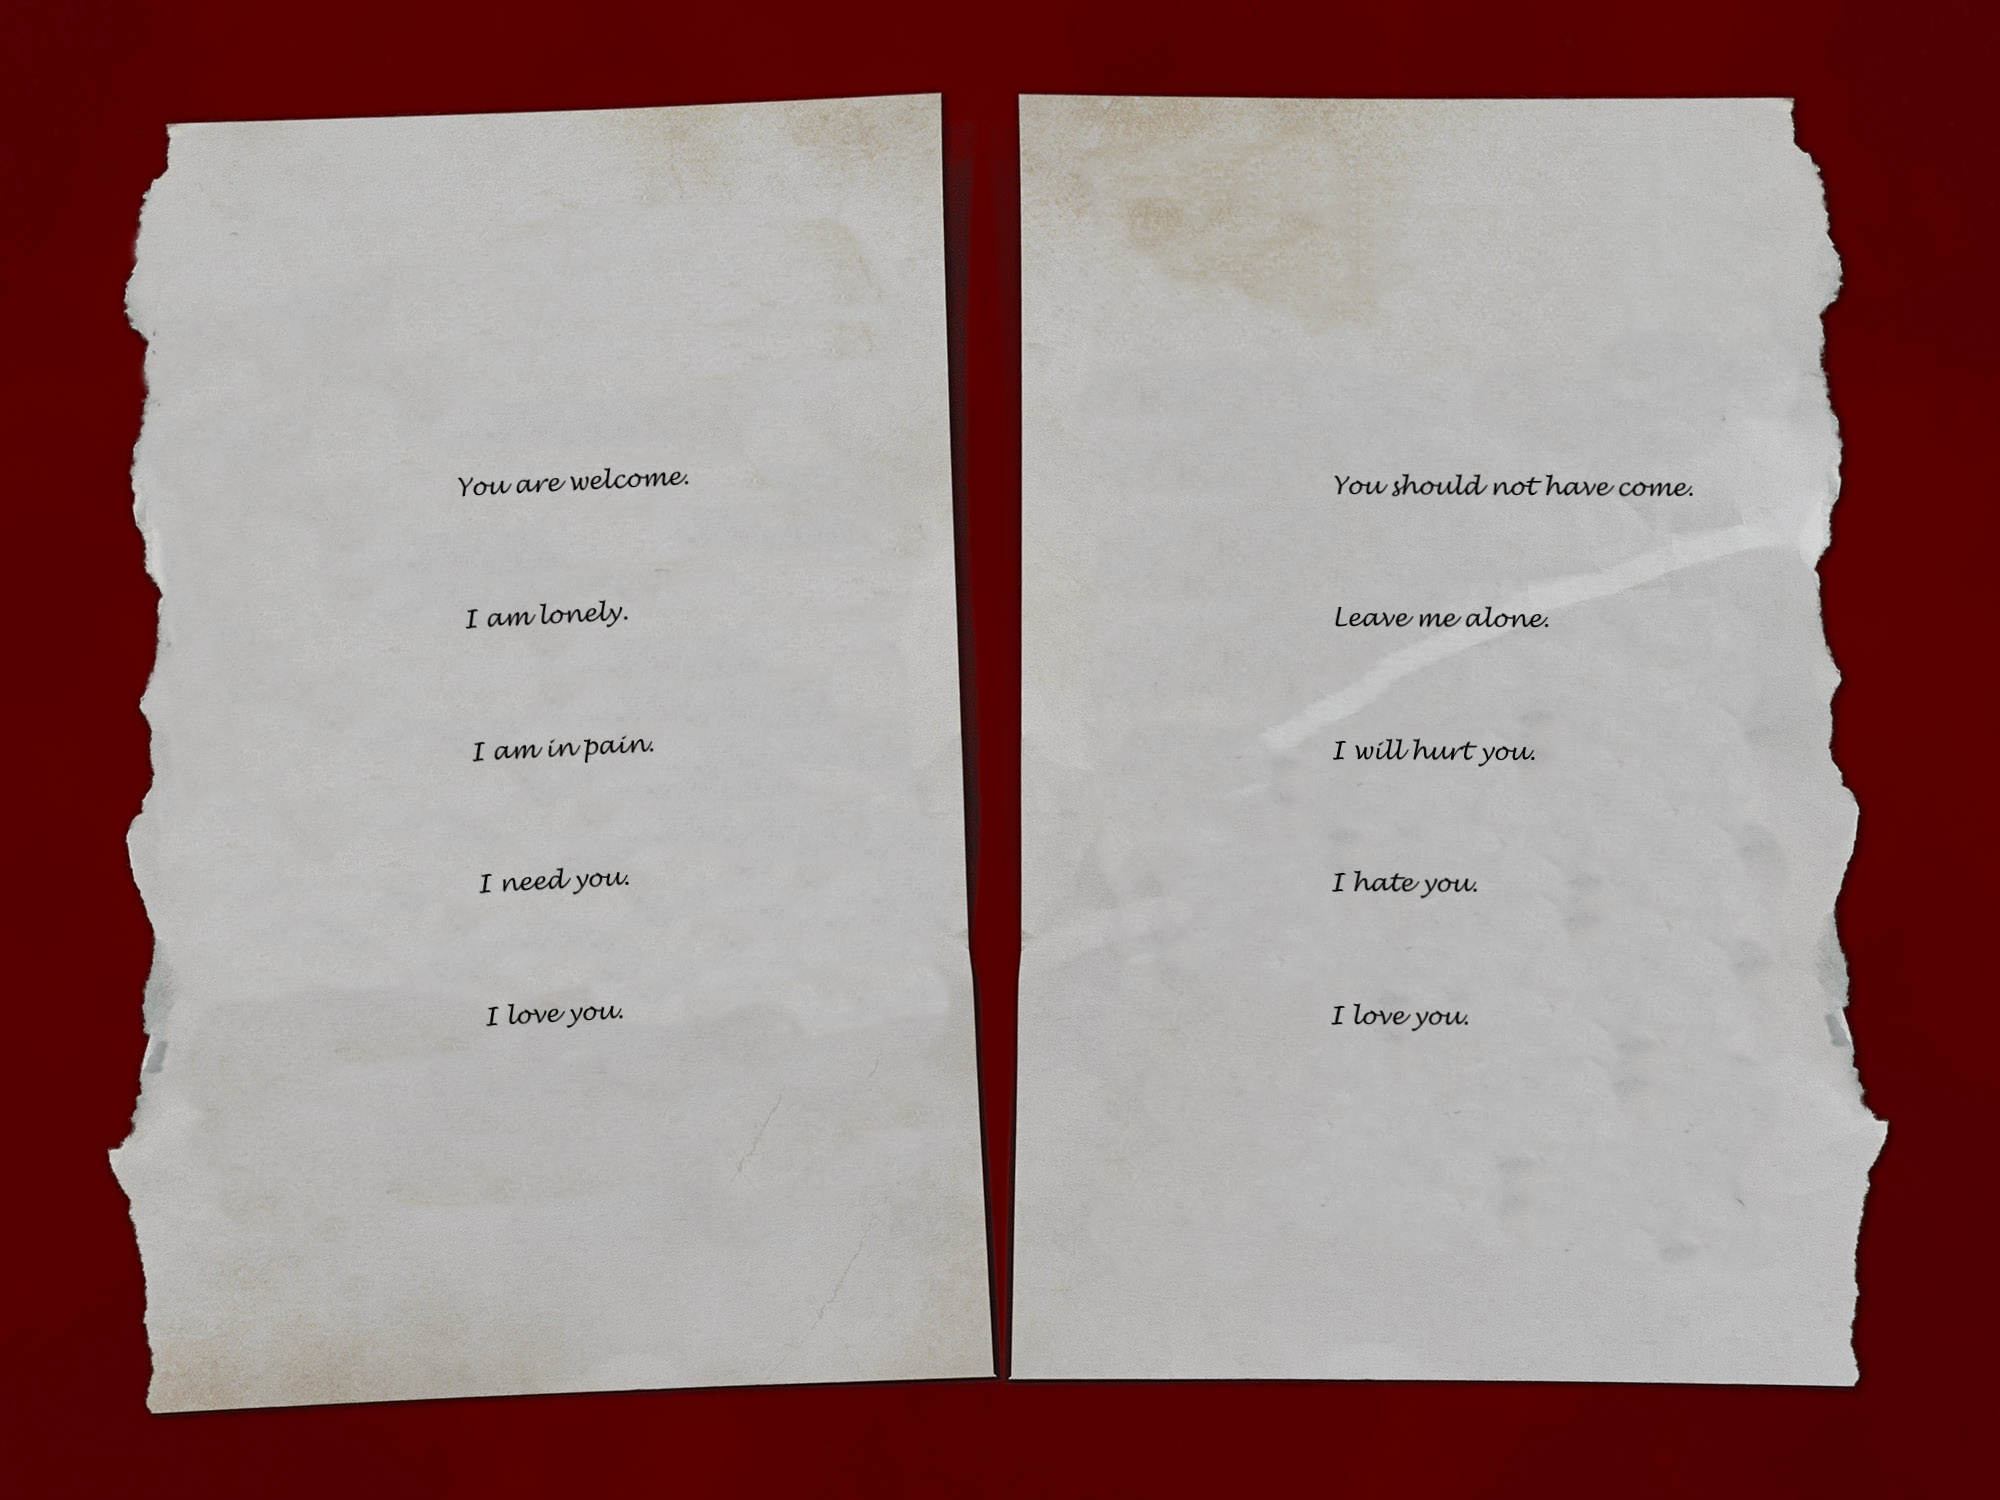 You are welcome.
I am lonely.
I am in pain.
I need you.
I love you.
You should not have come.
Leave me alone.
I will hurt you.
I hate you.
I love you.